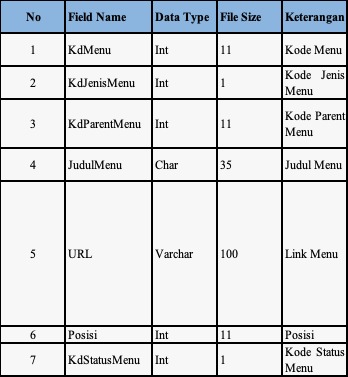 No Field Name Data Type File Size Keterangan
1 KdMenu Int 11 Kode Menu
2 KdJenisMenu Int 1 Kode Jenis
Menu
3 KdParentMenu Int 11 Kode Parent
Menu
4 JudulMenu Char 35 Judul Menu
5 URL Varchar 100 Link Menu
6 Posisi Int 11 Posisi
7 KdStatusMenu Int 1 Kode Status
Menu